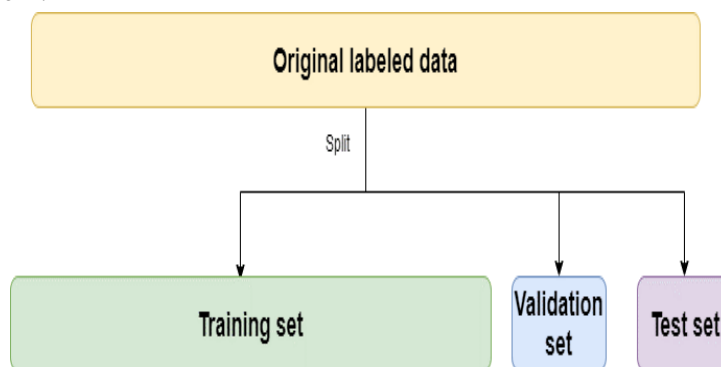 Original labeled data
Split
Training set
Validation
set
Test set